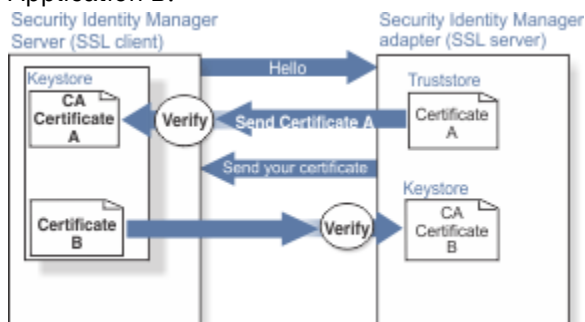 Security Identity Manager
Server (SSL client)
Security Identity Manager
adapter (SSL server)
Hello
Keystore
CA
Certificate
A
Verify
Send Certificate A
Truststore
Certificate
A
Send your certificate
Certificate
B
Verify
Keystore
CA
Certificate
B